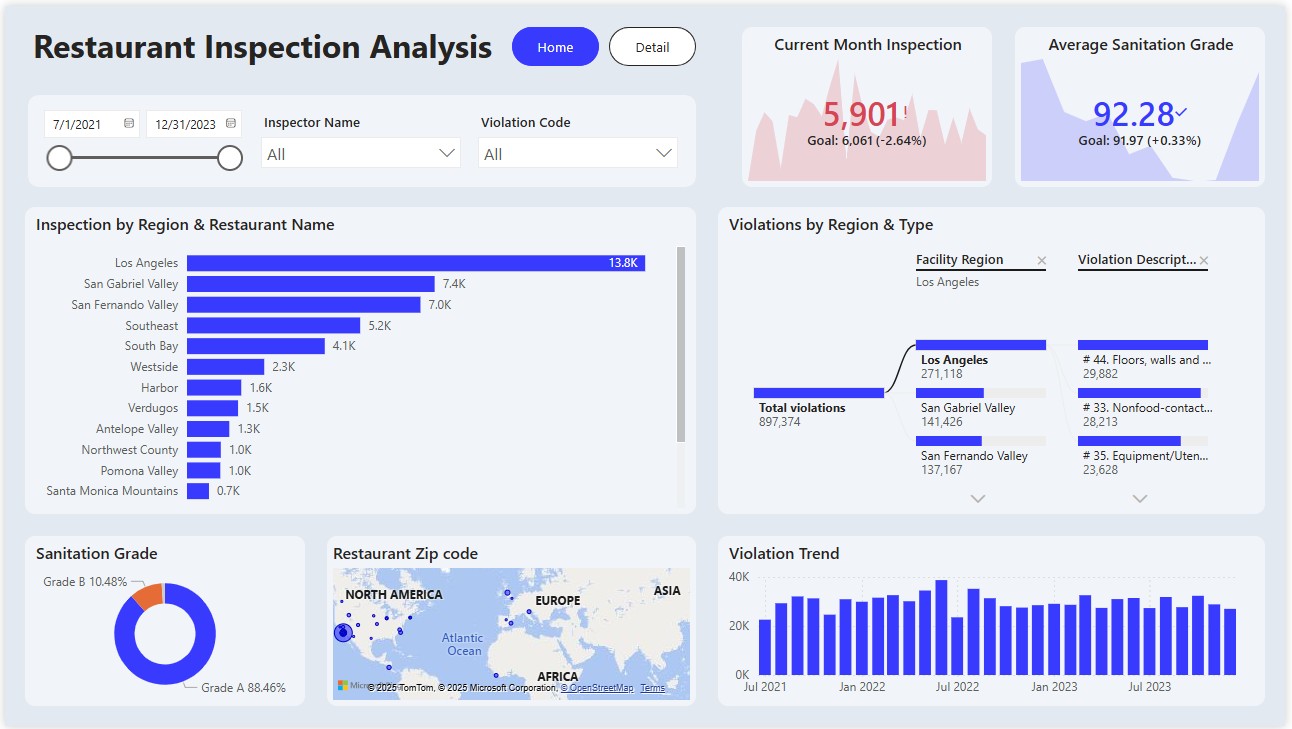 Restaurant Inspection Analysis
Home
Detail
Current Month Inspection
5,901!
Goal: 6,061 (-2.64%)
Average Sanitation Grade
92.28✓
Goal: 91.97 (+0.33%)
7/1/2021
12/31/2023
Inspector Name
All
Violation Code
All
Inspection by Region & Restaurant Name
Los Angeles 13.8K
San Gabriel Valley 7.4K
San Fernando Valley 7.0K
Southeast 5.2K
South Bay 4.1K
Westside 2.3K
Harbor 1.6K
Verdugos 1.5K
Antelope Valley 1.3K
Northwest County 1.0K
Pomona Valley 1.0K
Santa Monica Mountains 0.7K
Violations by Region & Type
Facility Region
Los Angeles
Violation Descript...
Total violations
897,374
Los Angeles
271,118
San Gabriel Valley
141,426
San Fernando Valley
137,167
# 44. Floors, walls and ...
29,882
# 33. Nonfood-contact...
28,213
# 35. Equipment/Uten...
23,628
Sanitation Grade
Grade B 10.48%
Grade A 88.46%
Restaurant Zip code
NORTH AMERICA
EUROPE
ASIA
Atlantic
Ocean
AFRICA
© 2025 TomTom, © 2025 Microsoft Corporation, © OpenStreetMap Terms
Violation Trend
40K
20K
0K
Jul 2021 Jan 2022 Jul 2022 Jan 2023 Jul 2023